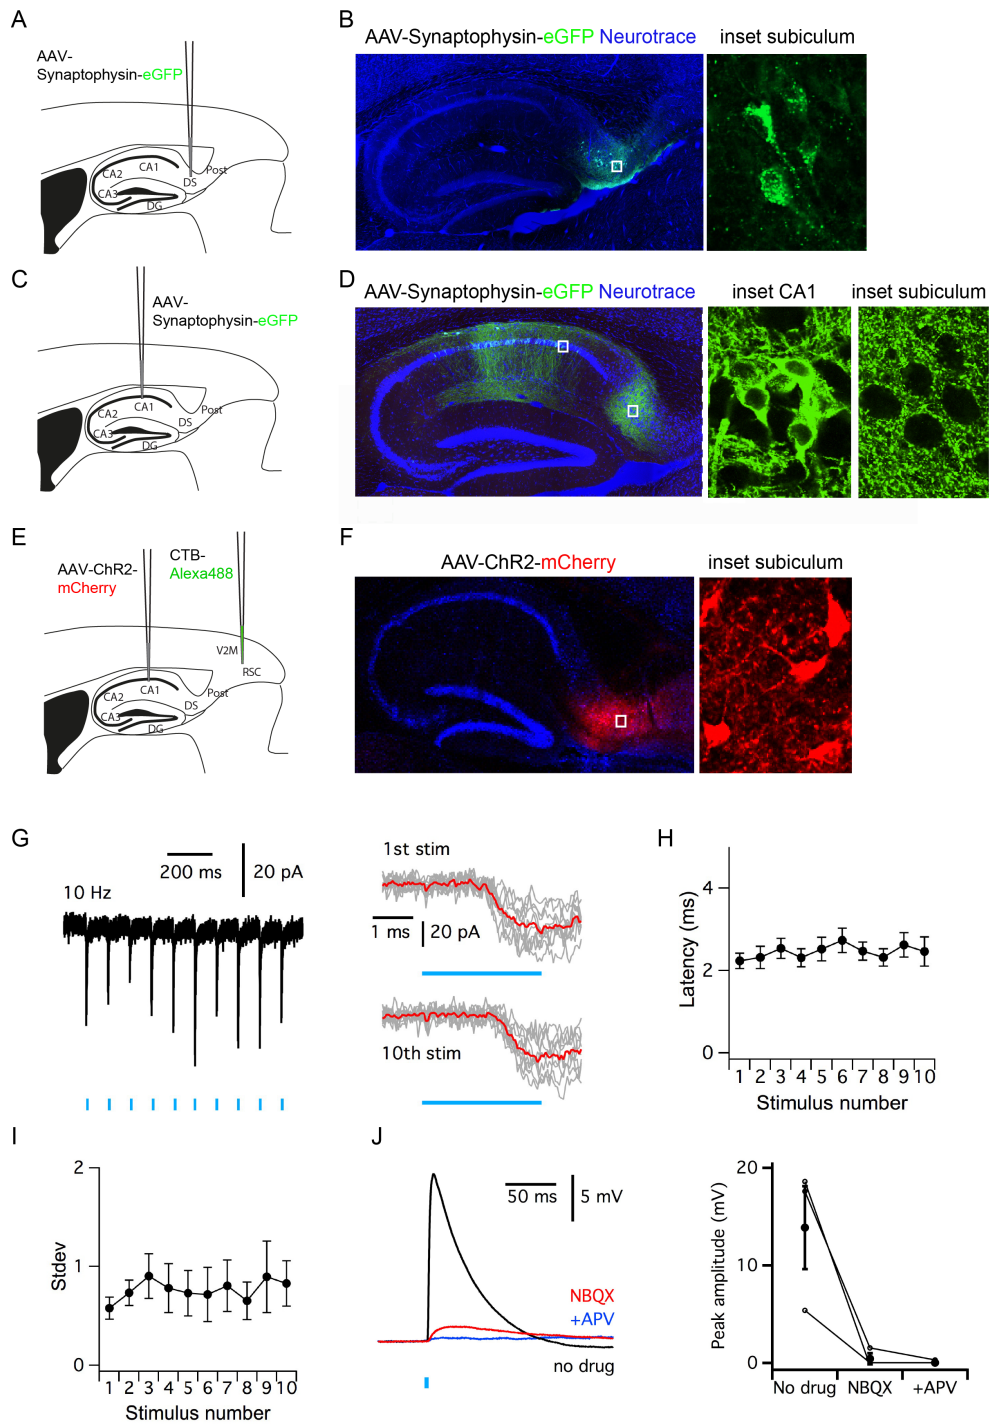 A
AAV-
Synaptophysin-eGFP
CA1
CA2
Post
DS
CA3
DG
B
AAV-Synaptophysin-eGFP Neurotrace
inset subiculum
C
AAV-
Synaptophysin-eGFP
CA1
CA2
Post
DS
CA3
DG
D
AAV-Synaptophysin-eGFP Neurotrace
inset CA1
inset subiculum
E
AAV-ChR2-
mCherry
CTB-
Alexa488
V2M
RSC
CA1
CA2
Post
DS
CA3
DG
F
AAV-ChR2-mCherry
inset subiculum
G
200 ms
20 pA
10 Hz
1st stim
1 ms
20 pA
10th stim
H
Latency (ms)
4
2
0
1 2 3 4 5 6 7 8 9 10
Stimulus number
I
Stdev
2
1
0
1 2 3 4 5 6 7 8 9 10
Stimulus number
J
50 ms
5 mV
NBQX
+APV
no drug
Peak amplitude (mV)
20
10
0
No drug NBQX +APV